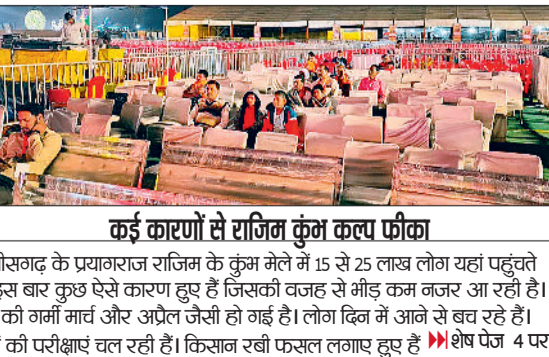 कई कारणों से राजिम कुंभ कल्प फीका
के प्रयागराज राजिम के कुंभ मेले में 15 से 25 लाख लोग यहां पहुंचते
इस बार कुछ ऐसे कारण हुए हैं जिसकी वजह से भीड़ कम नजर आ रही है।
की गर्मी मार्च और अप्रैल जैसी हो गई है। लोग दिन में आने से बच रहे हैं।
की परीक्षाएं चल रही हैं। किसान रबी फसल लगाए हुए हैं शेष पेज 4 पर